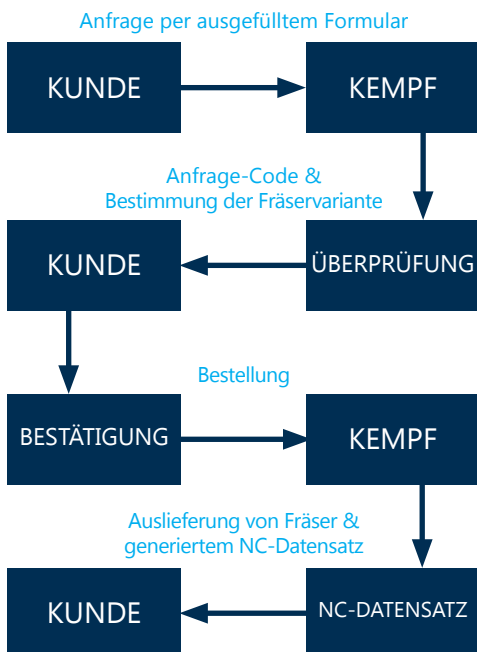 Anfrage per ausgefülltem Formular
KUNDE
KEMPF
Anfrage-Code &
Bestimmung der Fräservariante
KUNDE
ÜBERPRÜFUNG
Bestellung
BESTÄTIGUNG
KEMPF
Auslieferung von Fräser &
generiertem NC-Datensatz
KUNDE
NC-DATENSATZ